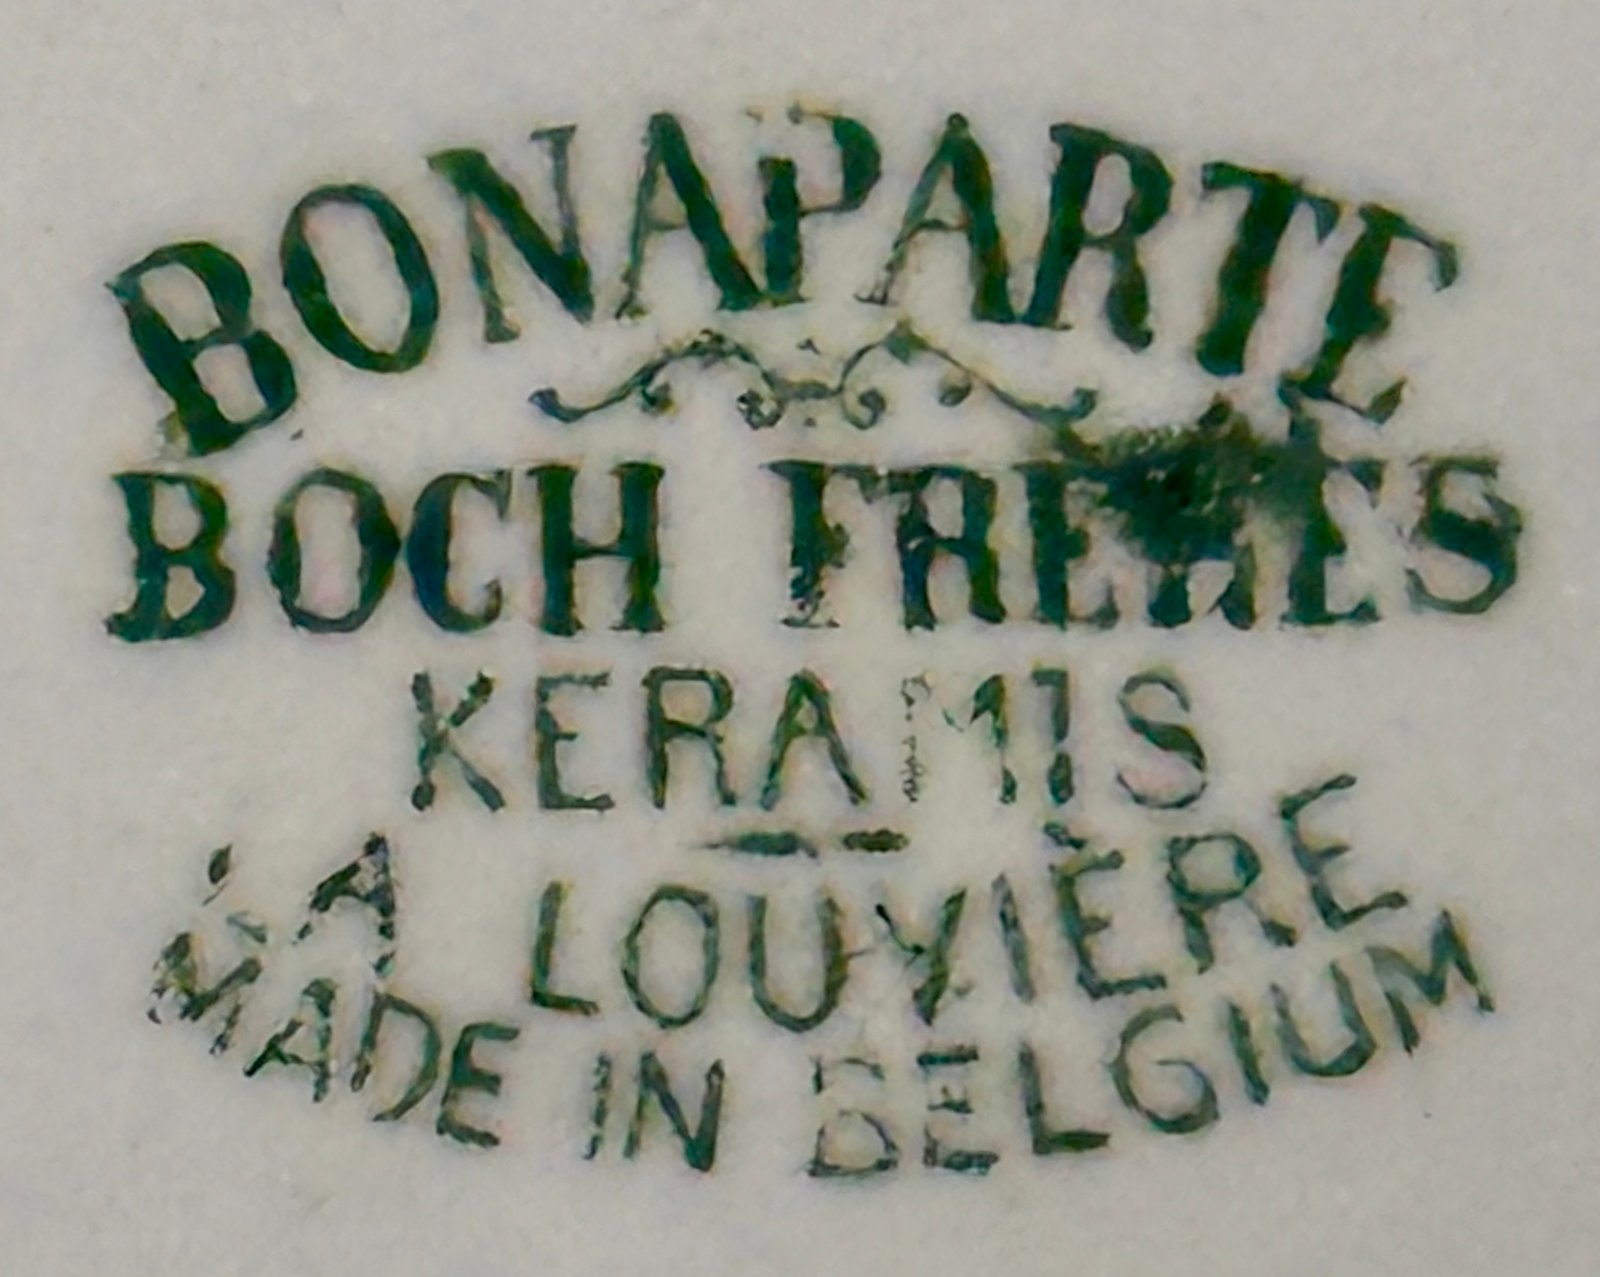 BONAPARTE
BOCH FRERES
KERAMIS
LA LOUVIÈRE
MADE IN BELGIUM